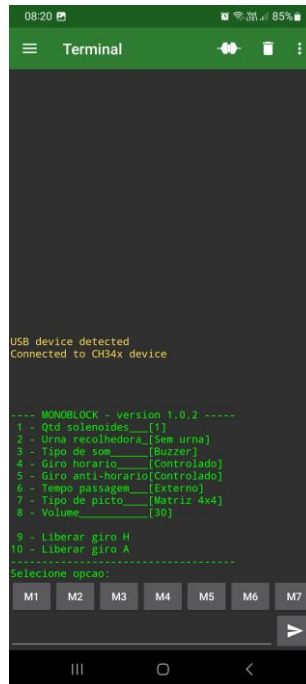 08:20 85%
Terminal
USB device detected
Connected to CH34x device
---- MONOBLOCK - version 1.0.2 -----
1 - Qtd solenoides___[1]
2 - Urna recolhedora_[Sem urna]
3 - Tipo de som______[Buzzer]
4 - Giro horario_____[Controlado]
5 - Giro anti-horario[Controlado]
6 - Tempo passagem___[Externo]
7 - Tipo de picto____[Matriz 4x4]
8 - Volume___________[30]
9 - Liberar giro H
10 - Liberar giro A
------------------------------------
Selecione opcao:
M1 M2 M3 M4 M5 M6 M7